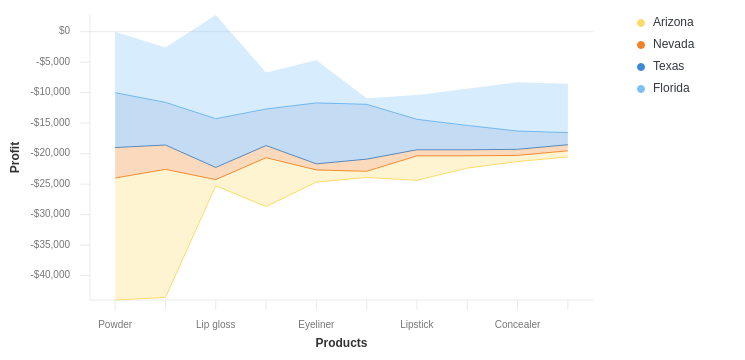 $0
-$5,000
-$10,000
-$15,000
-$20,000
-$25,000
-$30,000
-$35,000
-$40,000
Profit
Powder
Lip gloss
Eyeliner
Lipstick
Concealer
Products
Arizona
Nevada
Texas
Florida